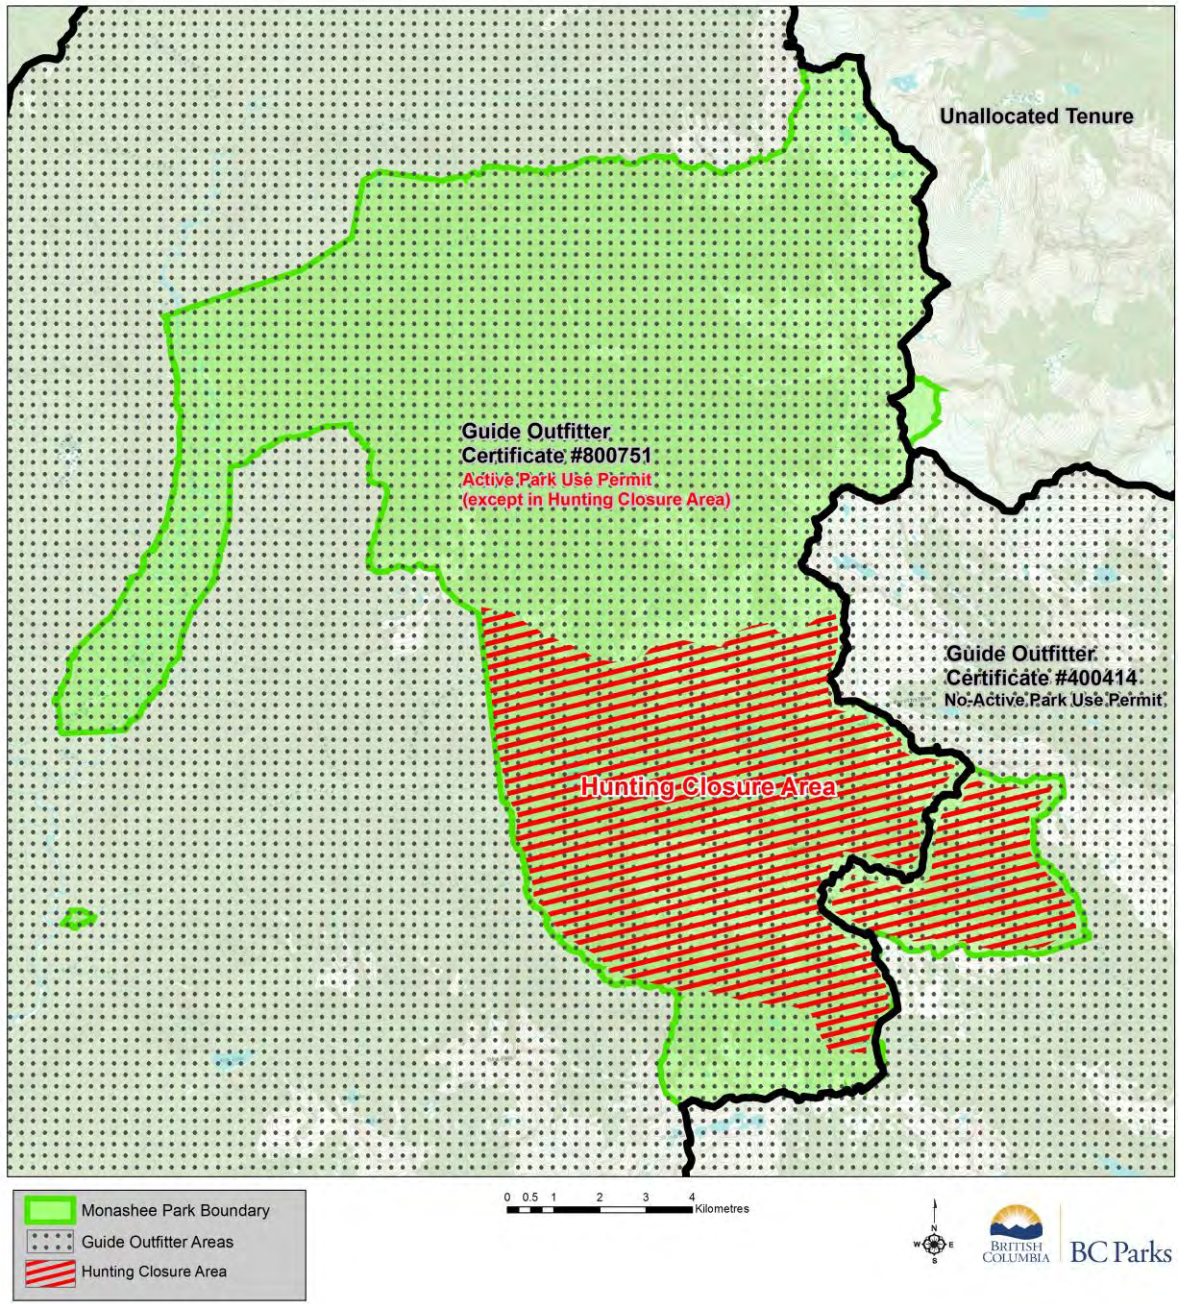 Unallocated Tenure
Guide Outfitter
Certificate #800751
Active Park Use Permit
(except in Hunting Closure Area)
Guide Outfitter
Certificate #400414
No-Active Park Use Permit
Hunting Closure Area
Monashee Park Boundary
Guide Outfitter Areas
Hunting Closure Area
0 0.5 1 2 3 4
Kilometres
N
W E
S
BRITISH
COLUMBIA
BC Parks